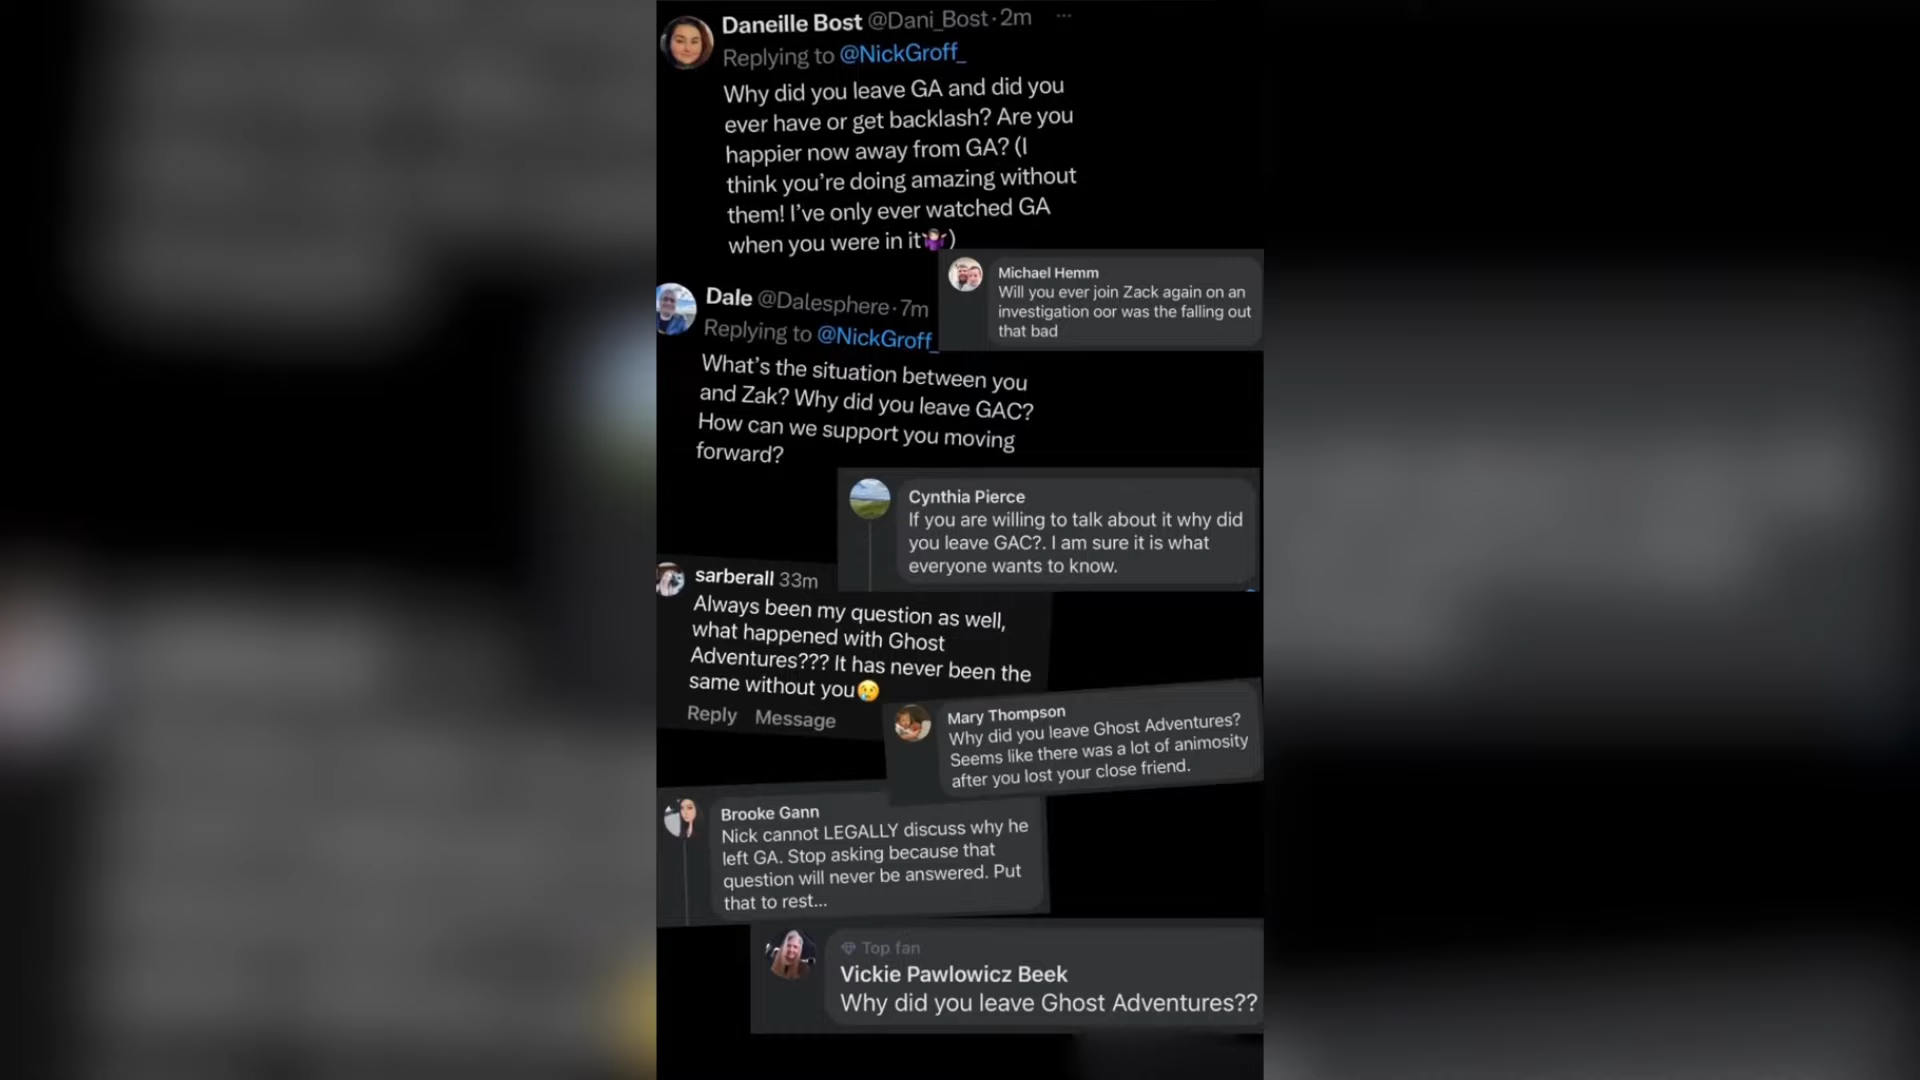 Daneille Bost @Dani_Bost · 2m ...
Replying to @NickGroff_
Why did you leave GA and did you
ever have or get backlash? Are you
happier now away from GA? (I
think you're doing amazing without
them! I've only ever watched GA
when you were in it🤷🏻‍♀️)
Michael Hemm
Will you ever join Zack again on an
investigation oor was the falling out
that bad
Dale @Dalesphere · 7m
Replying to @NickGroff_
What's the situation between you
and Zak? Why did you leave GAC?
How can we support you moving
forward?
Cynthia Pierce
If you are willing to talk about it why did
you leave GAC?. I am sure it is what
everyone wants to know.
sarberall 33m
Always been my question as well,
what happened with Ghost
Adventures??? It has never been the
same without you😢
Reply Message
Mary Thompson
Why did you leave Ghost Adventures?
Seems like there was a lot of animosity
after you lost your close friend.
Brooke Gann
Nick cannot LEGALLY discuss why he
left GA. Stop asking because that
question will never be answered. Put
that to rest...
Top fan
Vickie Pawlowicz Beek
Why did you leave Ghost Adventures??